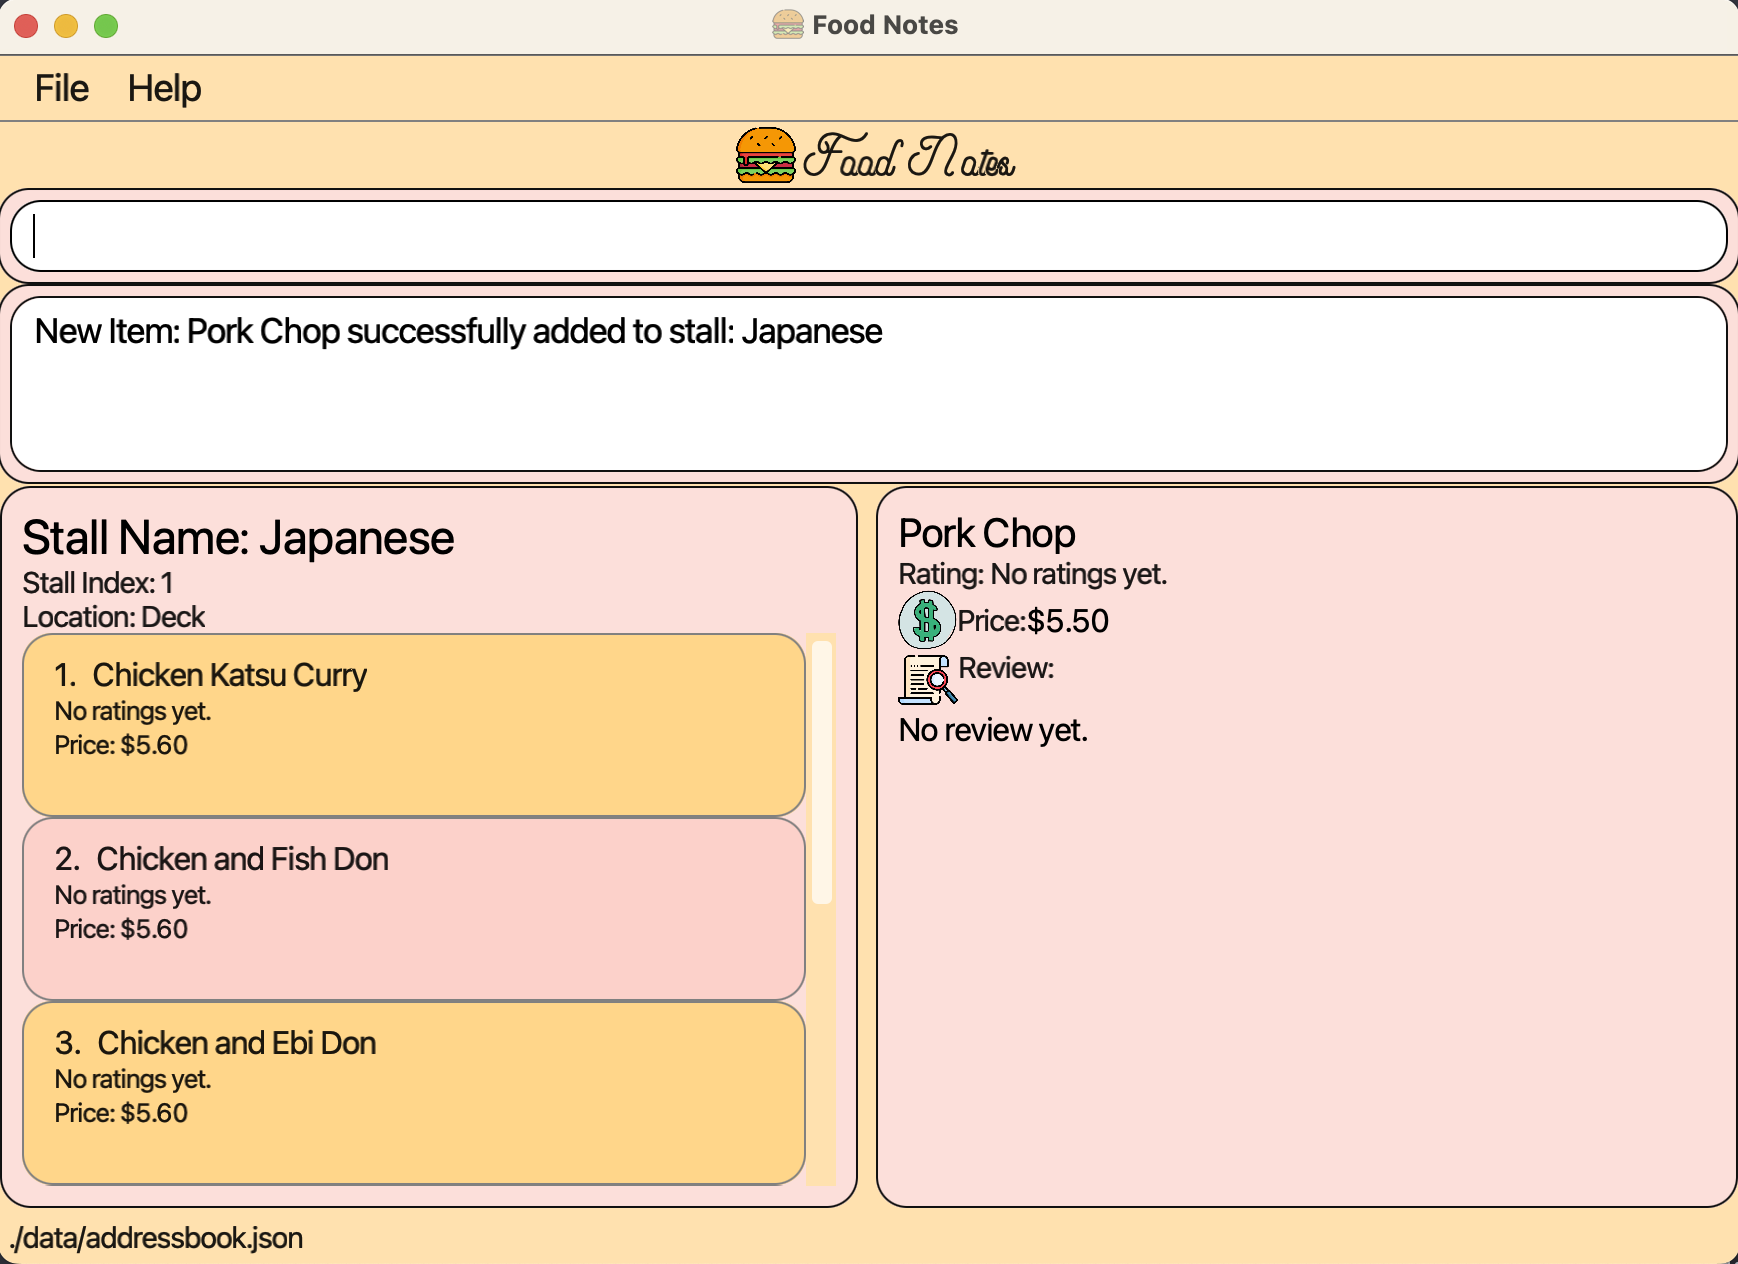 Food Notes
File Help
Food Notes
New Item: Pork Chop successfully added to stall: Japanese
Stall Name: Japanese
Stall Index: 1
Location: Deck
1. Chicken Katsu Curry
No ratings yet.
Price: $5.60
2. Chicken and Fish Don
No ratings yet.
Price: $5.60
3. Chicken and Ebi Don
No ratings yet.
Price: $5.60
Pork Chop
Rating: No ratings yet.
Price:$5.50
Review:
No review yet.
./data/addressbook.json